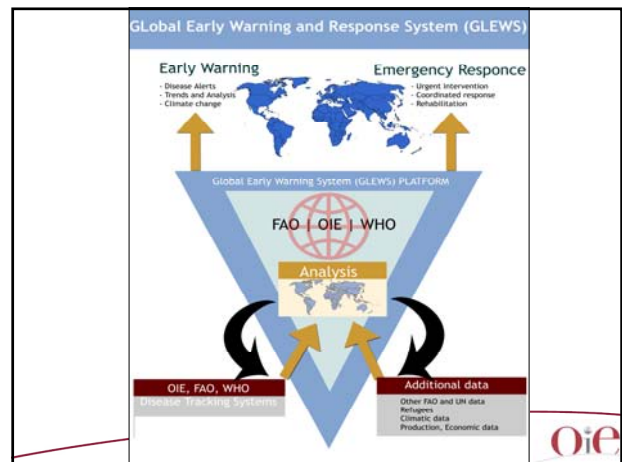 GLobal Early Warning and Response System (GLEWS)
Early Warning
- Disease Alerts
- Trends and Analysis
- Climate change
Emergency Responce
- Urgent intervention
- Coordinated response
- Rehabilitation
Global Early Warning System (GLEWS) PLATFORM
FAO | OIE | WHO
Analysis
OIE, FAO, WHO
Disease Tracking Systems
Additional data
Other FAO and UN data
Refugees
Climatic data
Production, Economic data
Oie